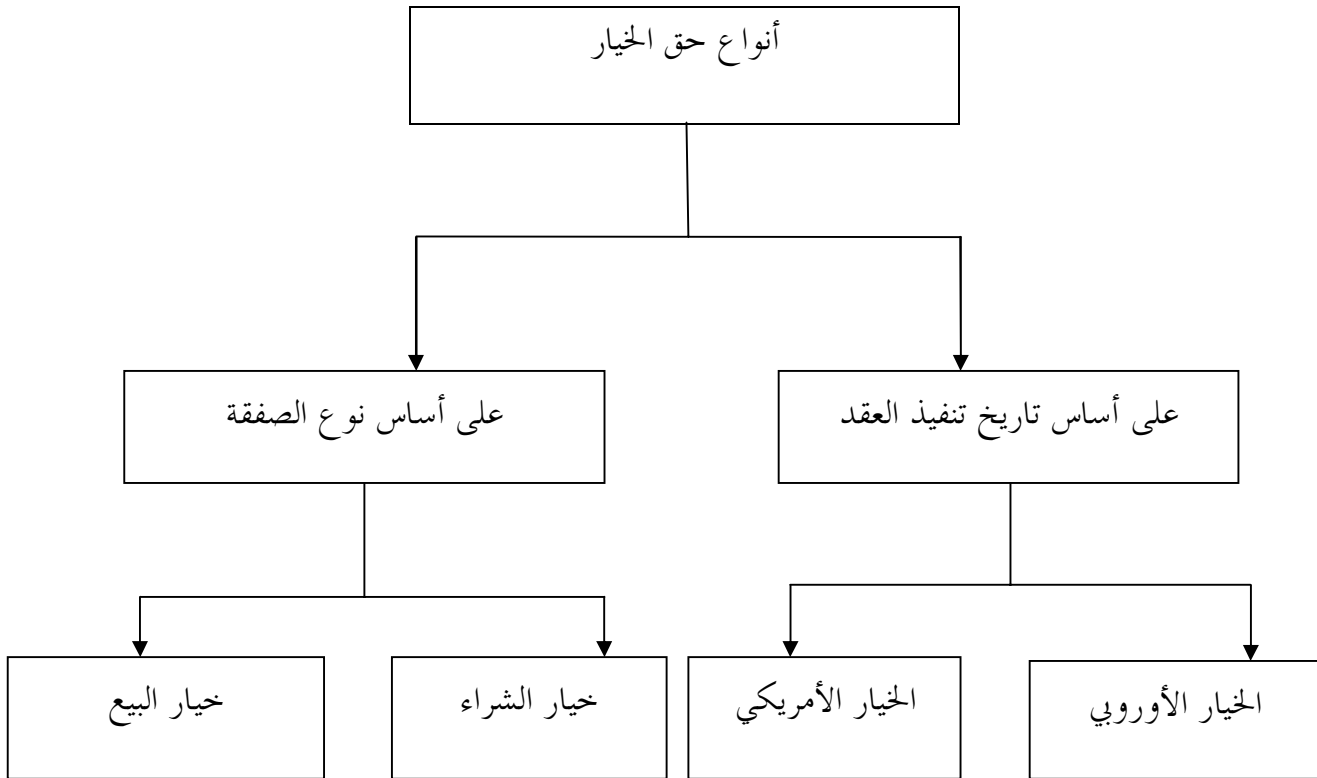 أنواع حق الخيار
على أساس تاريخ تنفيذ العقد
على أساس نوع الصفقة
الخيار الأوروبي
الخيار الأمريكي
خيار الشراء
خيار البيع